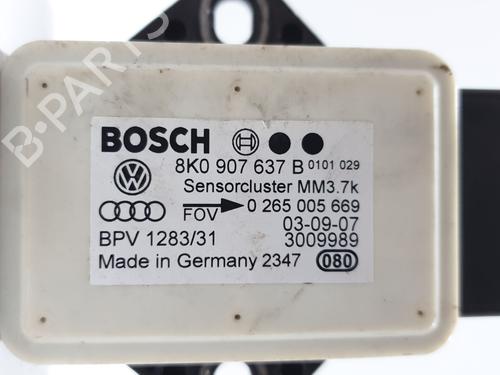 BOSCH
8K0 907 637 B 0101 029
Sensorcluster MM3.7k
FOV 0 265 005 669
03-09-07
BPV 1283/31 3009989
Made in Germany 2347 080
B-PARTS